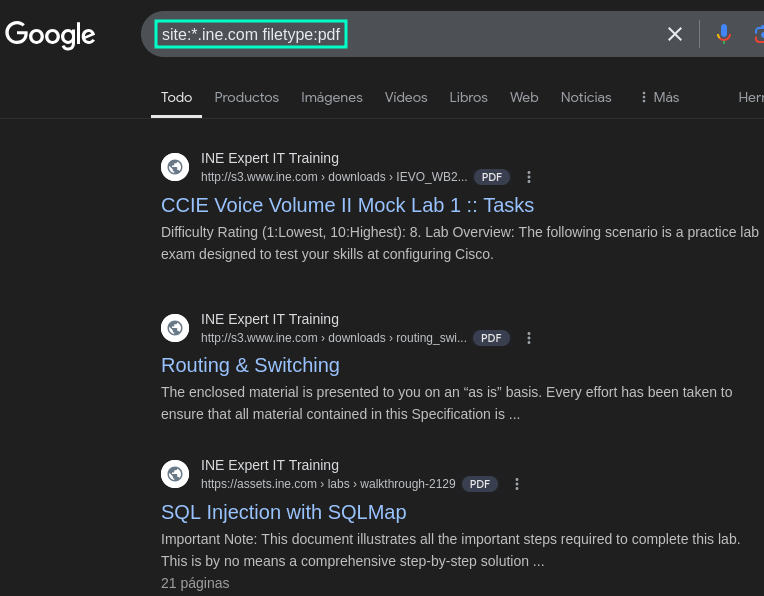 Google
site:*.ine.com filetype:pdf
Todo Productos Imágenes Vídeos Libros Web Noticias Más Herr
INE Expert IT Training
http://s3.www.ine.com › downloads › IEVO_WB2... PDF
CCIE Voice Volume II Mock Lab 1 :: Tasks
Difficulty Rating (1:Lowest, 10:Highest): 8. Lab Overview: The following scenario is a practice lab
exam designed to test your skills at configuring Cisco.
INE Expert IT Training
http://s3.www.ine.com › downloads › routing_swi... PDF
Routing & Switching
The enclosed material is presented to you on an “as is” basis. Every effort has been taken to
ensure that all material contained in this Specification is ...
INE Expert IT Training
https://assets.ine.com › labs › walkthrough-2129 PDF
SQL Injection with SQLMap
Important Note: This document illustrates all the important steps required to complete this lab.
This is by no means a comprehensive step-by-step solution ...
21 páginas